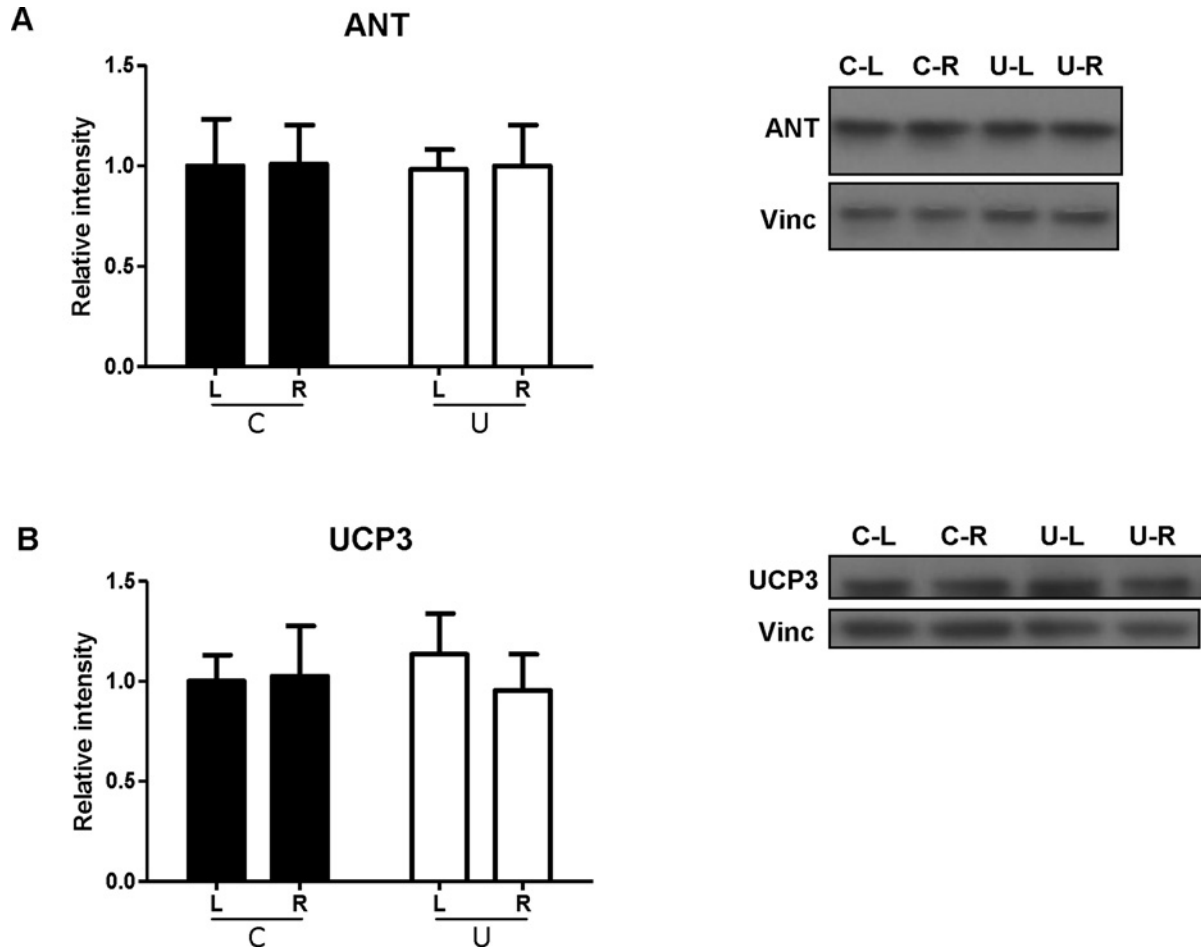 A
ANT
Relative intensity
1.5
1.0
0.5
0.0
L R L R
C U
C-L C-R U-L U-R
ANT
Vinc
B
UCP3
Relative intensity
1.5
1.0
0.5
0.0
L R L R
C U
C-L C-R U-L U-R
UCP3
Vinc